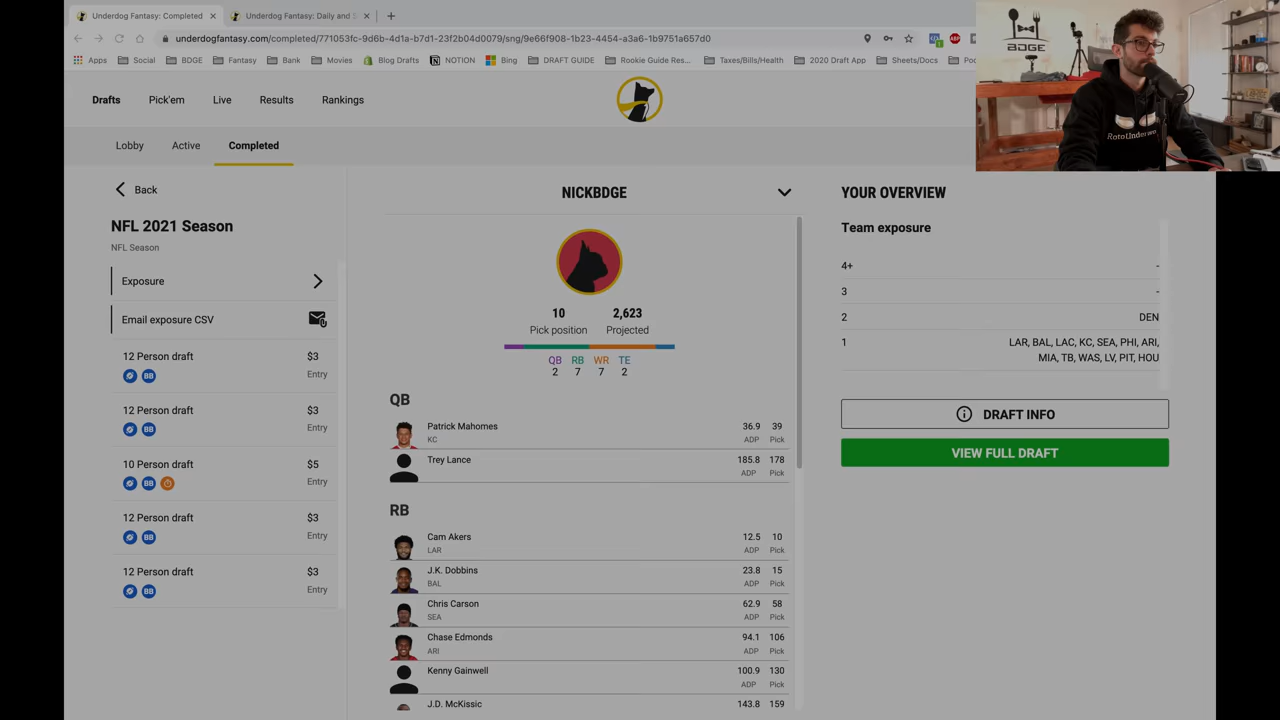 Underdog Fantasy: Completed
Underdog Fantasy: Daily and S
underdogfantasy.com/completed/771053fc-9d6b-4d1a-b7d1-23f2b04d0079/sng/9e66f908-1b23-4454-a3a6-1b9751a657d0
Apps Social BDGE Fantasy Bank Movies Blog Drafts NOTION Bing DRAFT GUIDE Rookie Guide Res... Taxes/Bills/Health 2020 Draft App Sheets/Docs
BDGE
RotoUnderwo
Drafts Pick'em Live Results Rankings
Lobby Active Completed
Back
NFL 2021 Season
NFL Season
Exposure
Email exposure CSV
12 Person draft $3
BB Entry
12 Person draft $3
BB Entry
10 Person draft $5
BB Entry
12 Person draft $3
BB Entry
12 Person draft $3
BB Entry
NICKBDGE
10 2,623
Pick position Projected
QB RB WR TE
2 7 7 2
QB
Patrick Mahomes 36.9 39
KC ADP Pick
Trey Lance 185.8 178
ADP Pick
RB
Cam Akers 12.5 10
LAR ADP Pick
J.K. Dobbins 23.8 15
BAL ADP Pick
Chris Carson 62.9 58
SEA ADP Pick
Chase Edmonds 94.1 106
ARI ADP Pick
Kenny Gainwell 100.9 130
ADP Pick
J.D. McKissic 143.8 159
YOUR OVERVIEW
Team exposure
4+ -
3 -
2 DEN
1 LAR, BAL, LAC, KC, SEA, PHI, ARI,
MIA, TB, WAS, LV, PIT, HOU
DRAFT INFO
VIEW FULL DRAFT